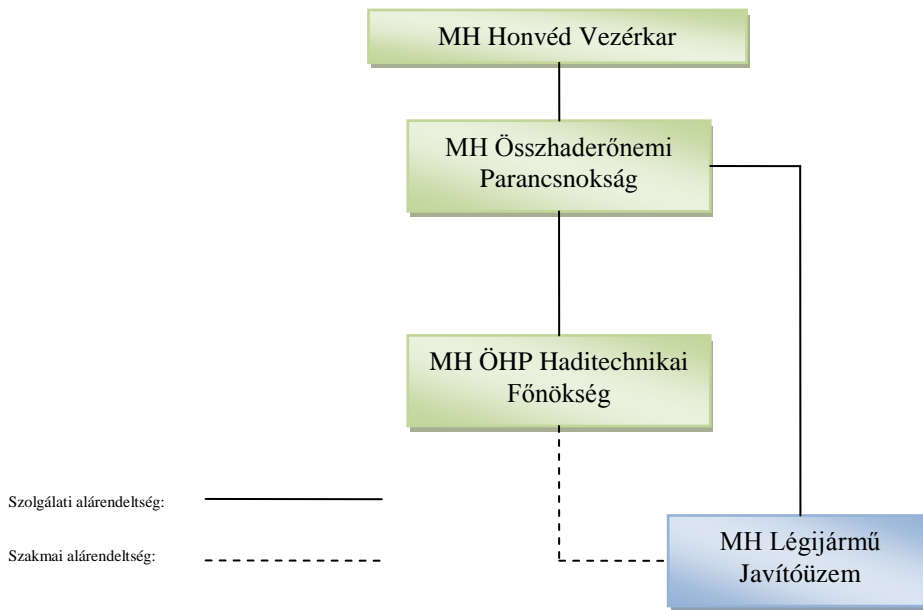 MH Honvéd Vezérkar
MH Összhaderőnemi
Parancsnokság
MH ÖHP Haditechnikai
Főnökség
Szolgálati alárendeltség:
Szakmai alárendeltség:
MH Légijármű
Javítóüzem